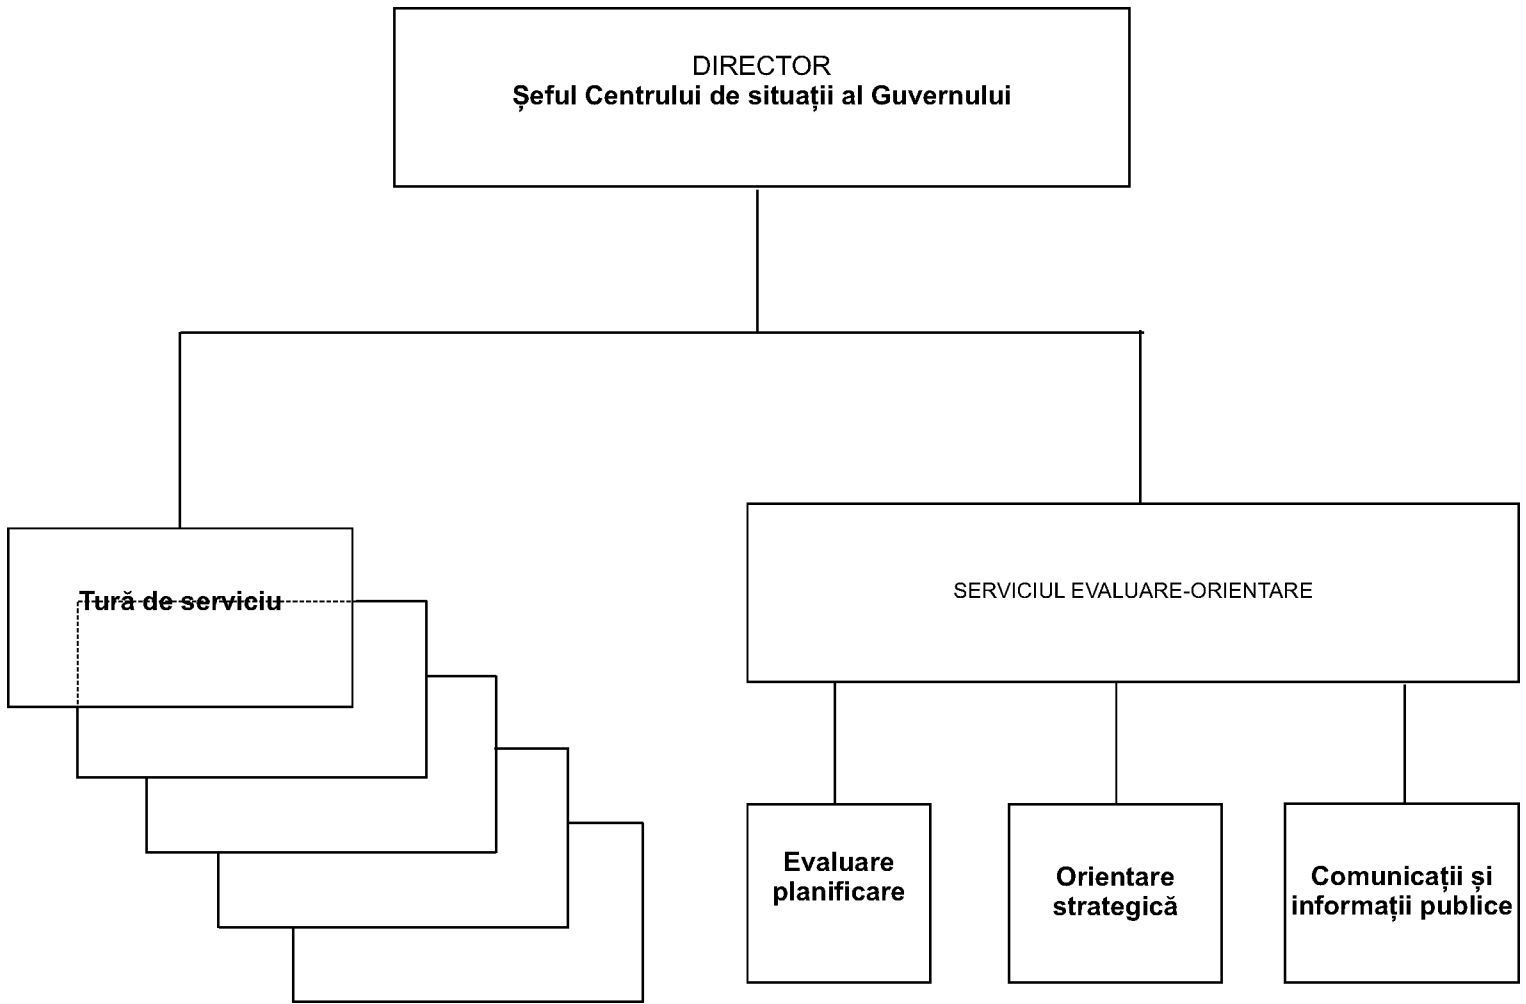 DIRECTOR
Șeful Centrului de situații al Guvernului
Tură de serviciu
SERVICIUL EVALUARE-ORIENTARE
Evaluare
planificare
Orientare
strategică
Comunicații și
informații publice